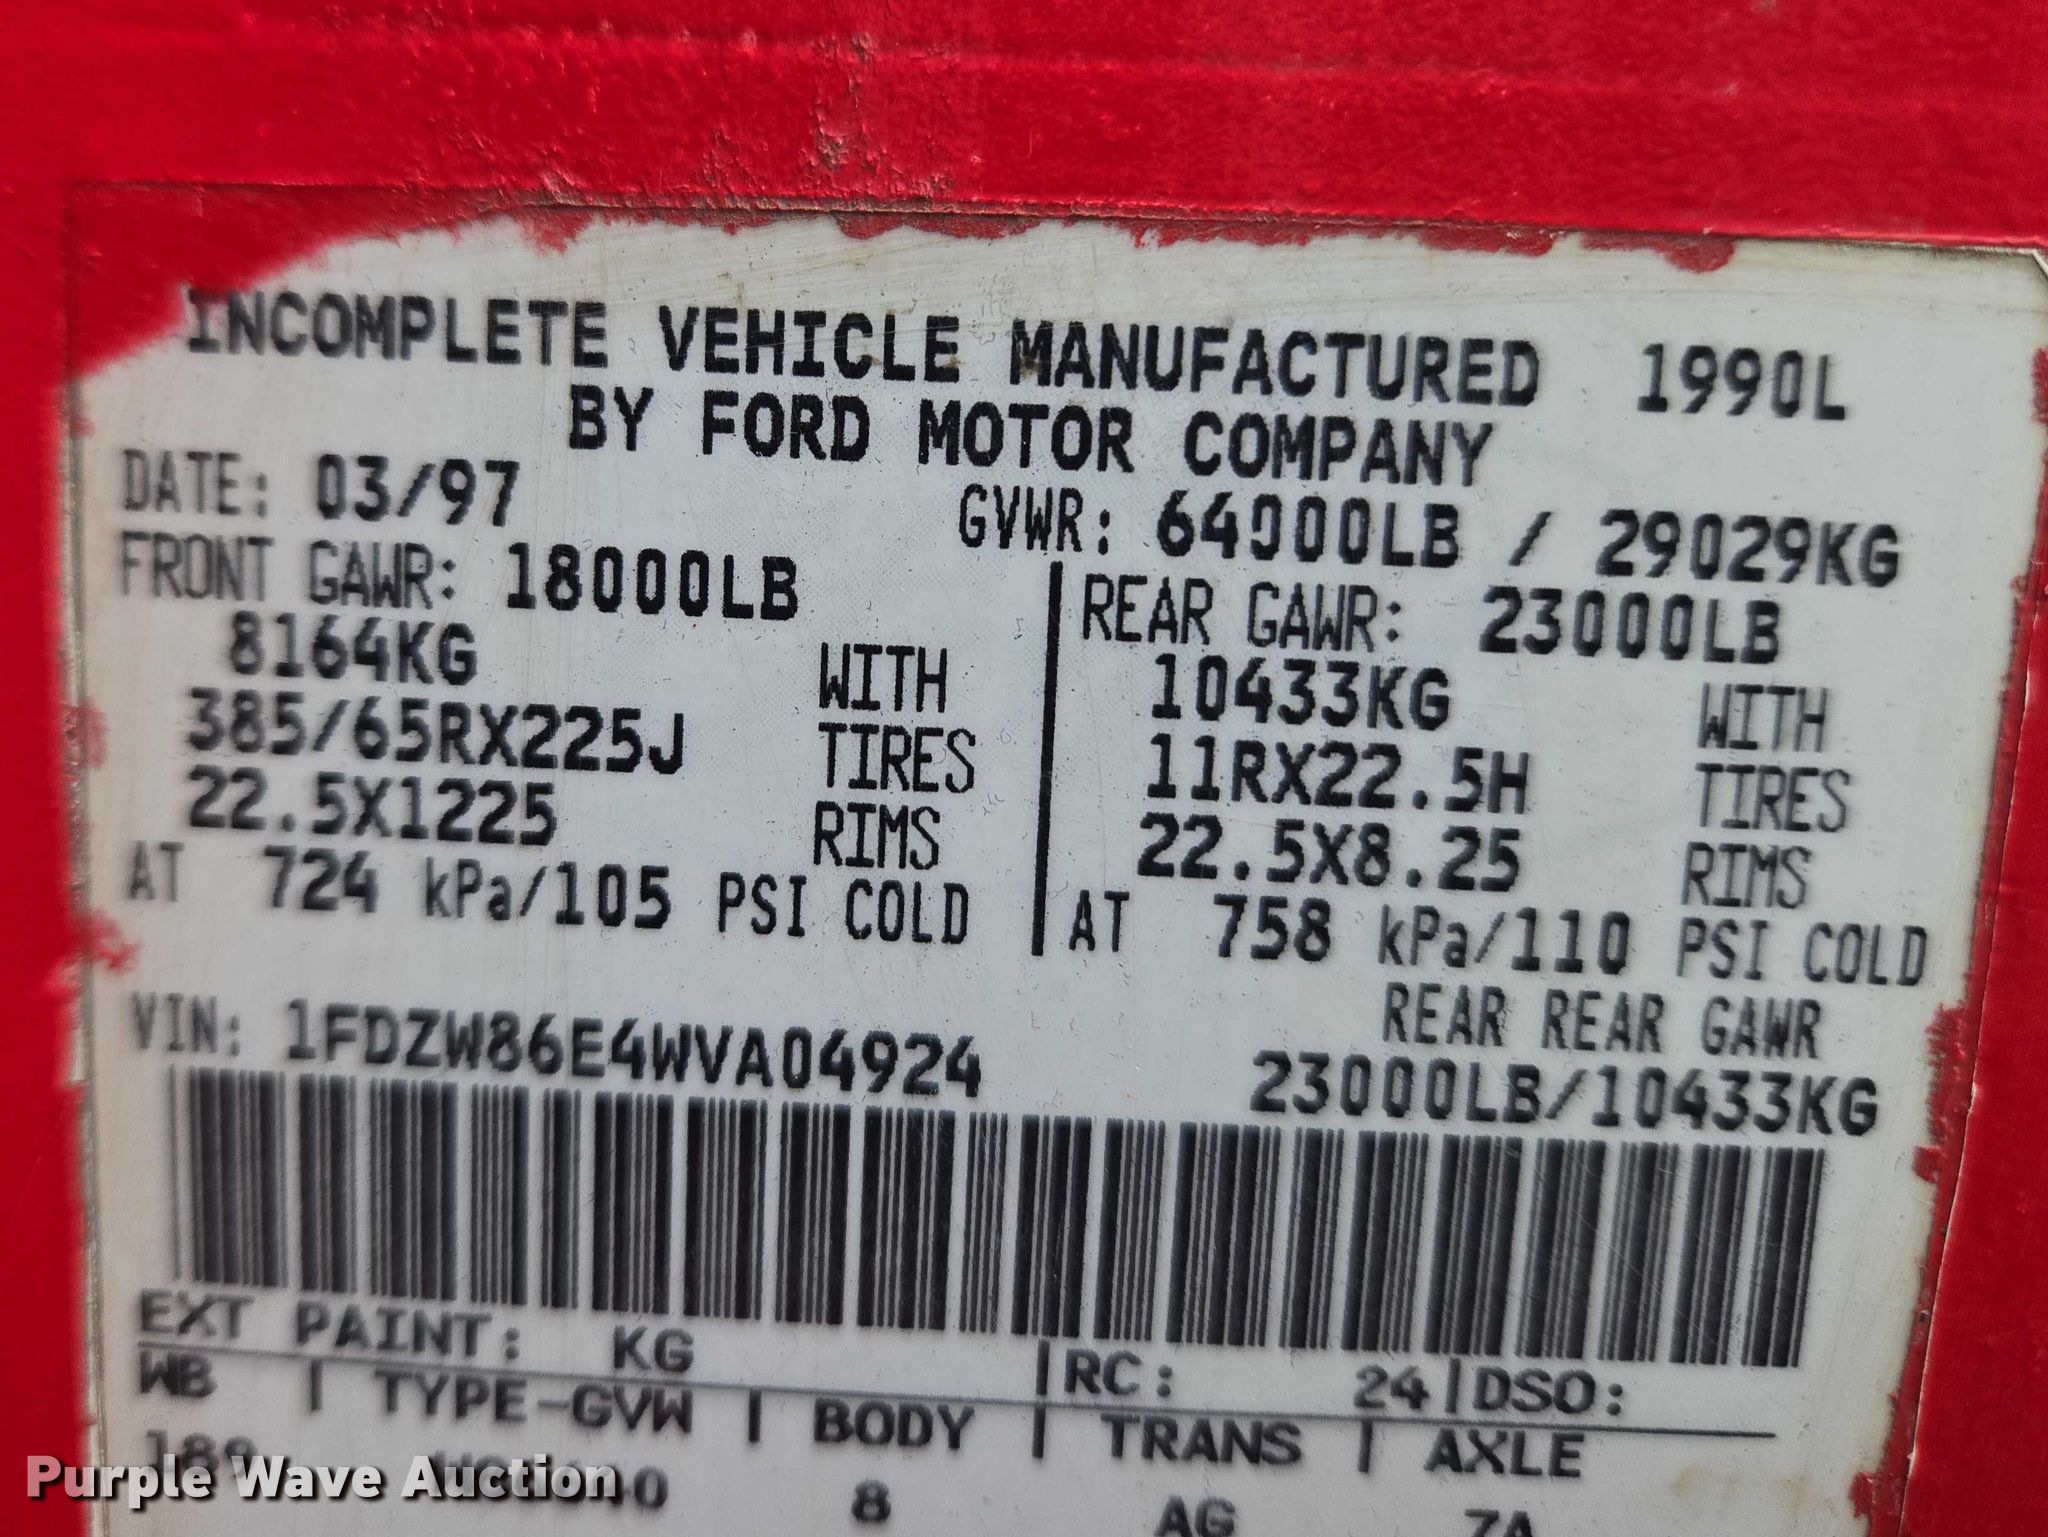 INCOMPLETE VEHICLE MANUFACTURED 1990L
BY FORD MOTOR COMPANY
DATE: 03/97 GVWR: 64000LB / 29029KG
FRONT GAWR: 18000LB
8164KG WITH
385/65RX225J TIRES
22.5X1225 RIMS
AT 724 kPa/105 PSI COLD
REAR GAWR: 23000LB
10433KG WITH
11RX22.5H TIRES
22.5X8.25 RIMS
AT 758 kPa/110 PSI COLD
REAR REAR GAWR
23000LB/10433KG
VIN: 1FDZW86E4WVA04924
EXT PAINT: KG |RC: 24|DSO:
WB | TYPE-GVW | BODY | TRANS | AXLE
189 8 AG 7A
Purple Wave Auction